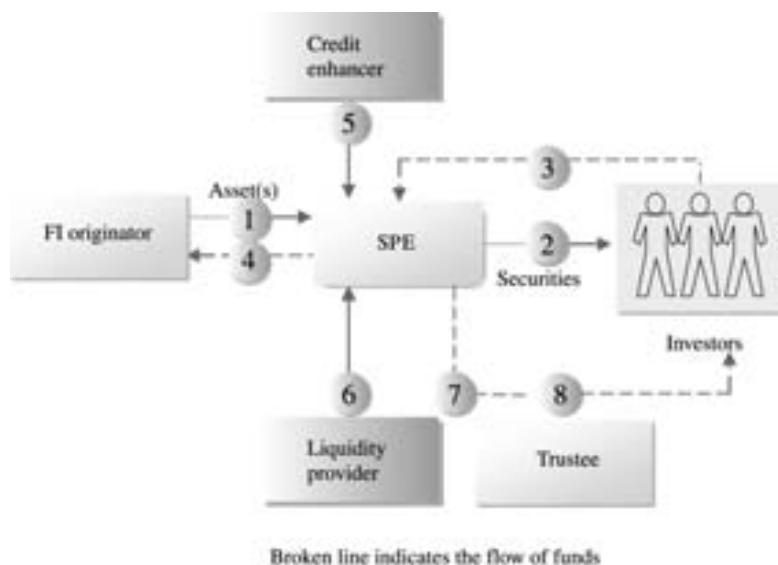 Credit
enhancer
5
3
Asset(s)
1
FI originator
SPE
2
4
Securities
Investors
6
7
8
Liquidity
provider
Trustee
Broken line indicates the flow of funds